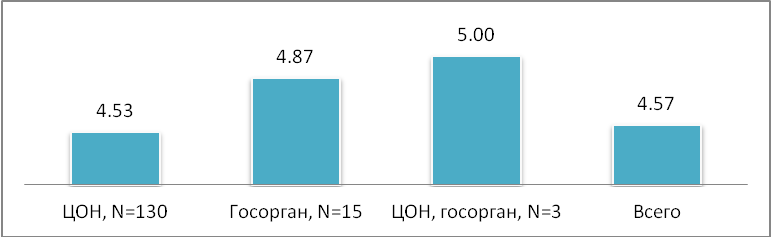 5.00
4.87
4.53
4.57
ЦОН, N=130
Госорган, N=15
ЦОН, госорган, N=3
Всего